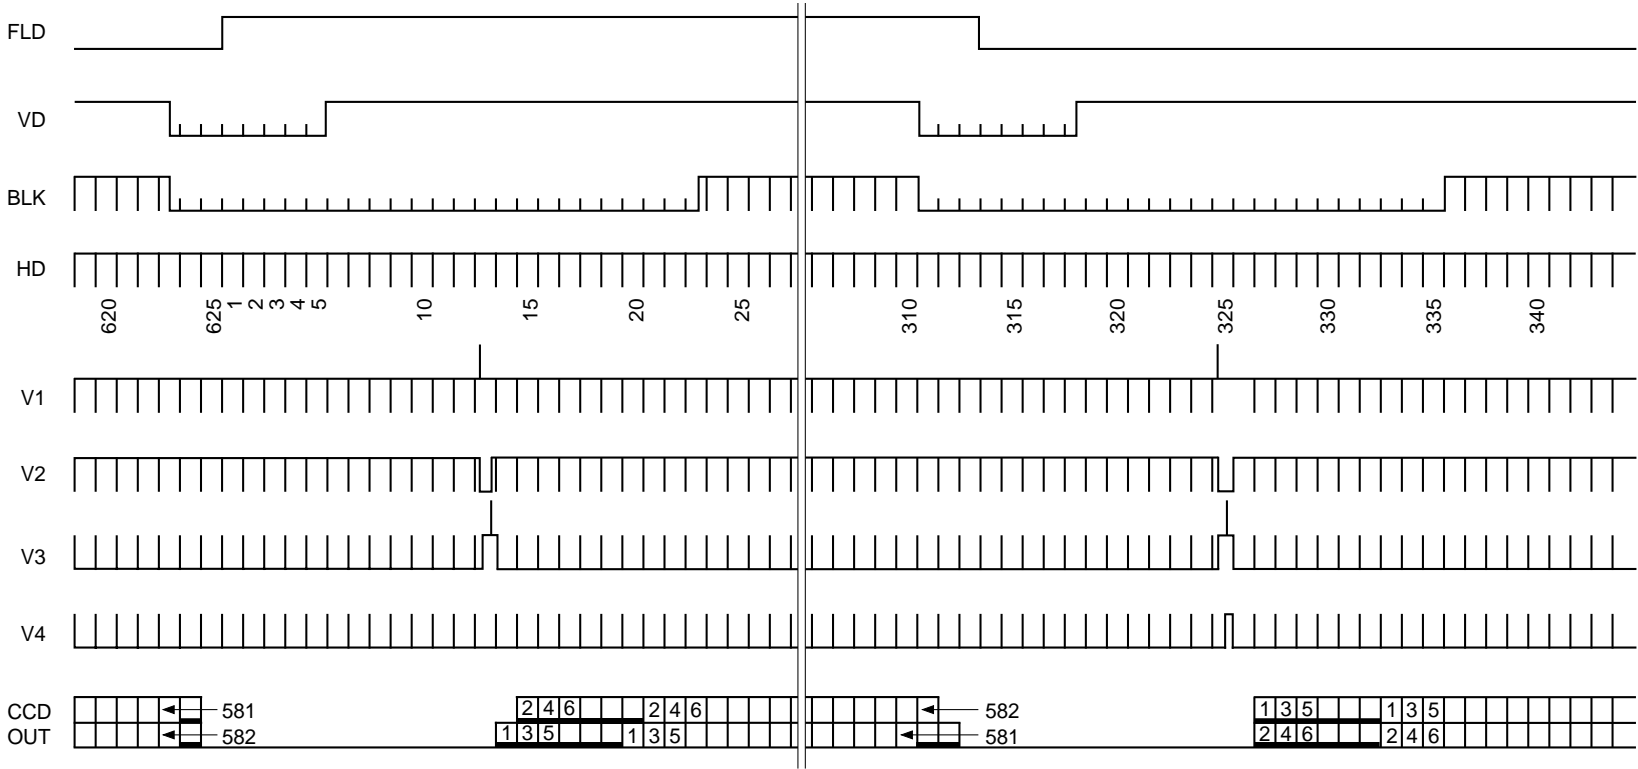 FLD
VD
BLK
HD
620 625 1 2 3 4 5 10 15 20 25 310 315 320 325 330 335 340
V1
V2
V3
V4
CCD OUT
581 2 4 6 2 4 6 582 1 3 5 1 3 5
582 1 3 5 1 3 5 581 2 4 6 2 4 6